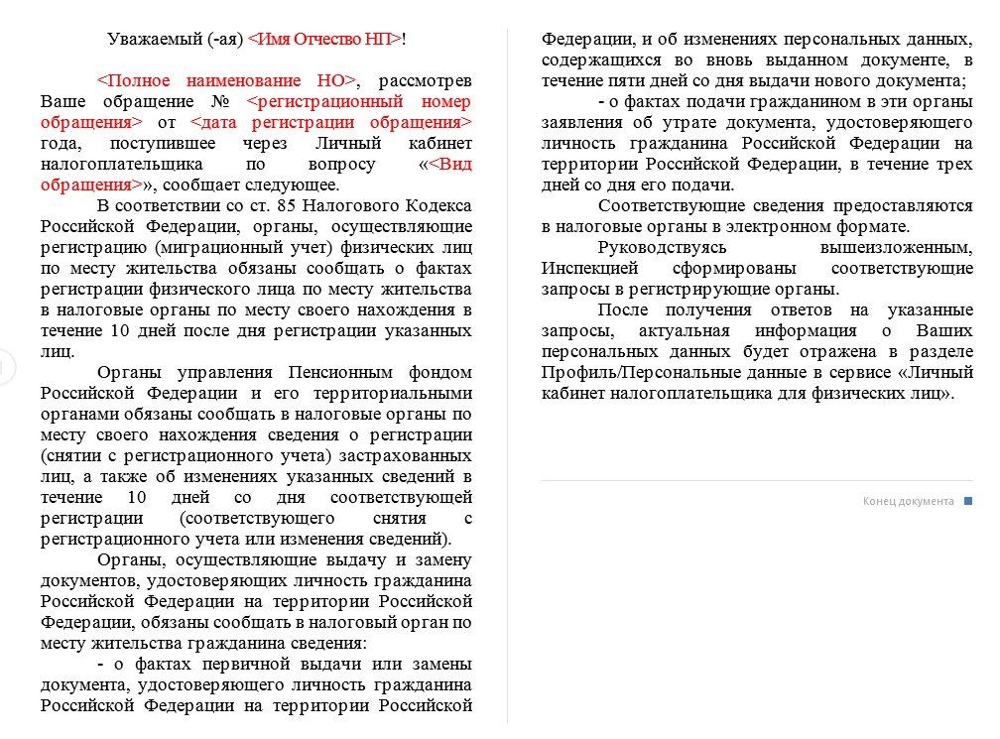 Уважаемый (-ая) <Имя Отчество НП>!
<Полное наименование НО>, рассмотрев
Ваше обращение № <регистрационный номер
обращения> от <дата регистрации обращения>
года, поступившее через Личный кабинет
налогоплательщика по вопросу «<Вид
обращения>», сообщает следующее.
В соответствии со ст. 85 Налогового Кодекса
Российской Федерации, органы, осуществляющие
регистрацию (миграционный учет) физических лиц
по месту жительства обязаны сообщать о фактах
регистрации физического лица по месту жительства
в налоговые органы по месту своего нахождения в
течение 10 дней после дня регистрации указанных
лиц.
Органы управления Пенсионным фондом
Российской Федерации и его территориальными
органами обязаны сообщать в налоговые органы по
месту своего нахождения сведения о регистрации
(снятии с регистрационного учета) застрахованных
лиц, а также об изменениях указанных сведений в
течение 10 дней со дня соответствующей
регистрации (соответствующего снятия с
регистрационного учета или изменения сведений).
Органы, осуществляющие выдачу и замену
документов, удостоверяющих личность гражданина
Российской Федерации на территории Российской
Федерации, обязаны сообщать в налоговый орган по
месту жительства гражданина сведения:
- о фактах первичной выдачи или замены
документа, удостоверяющего личность гражданина
Российской Федерации на территории Российской
Федерации, и об изменениях персональных данных,
содержащихся во вновь выданном документе, в
течение пяти дней со дня выдачи нового документа;
- о фактах подачи гражданином в эти органы
заявления об утрате документа, удостоверяющего
личность гражданина Российской Федерации на
территории Российской Федерации, в течение трех
дней со дня его подачи.
Соответствующие сведения предоставляются
в налоговые органы в электронном формате.
Руководствуясь вышеизложенным,
Инспекцией сформированы соответствующие
запросы в регистрирующие органы.
После получения ответов на указанные
запросы, актуальная информация о Ваших
персональных данных будет отражена в разделе
Профиль/Персональные данные в сервисе «Личный
кабинет налогоплательщика для физических лиц».
Конец документа